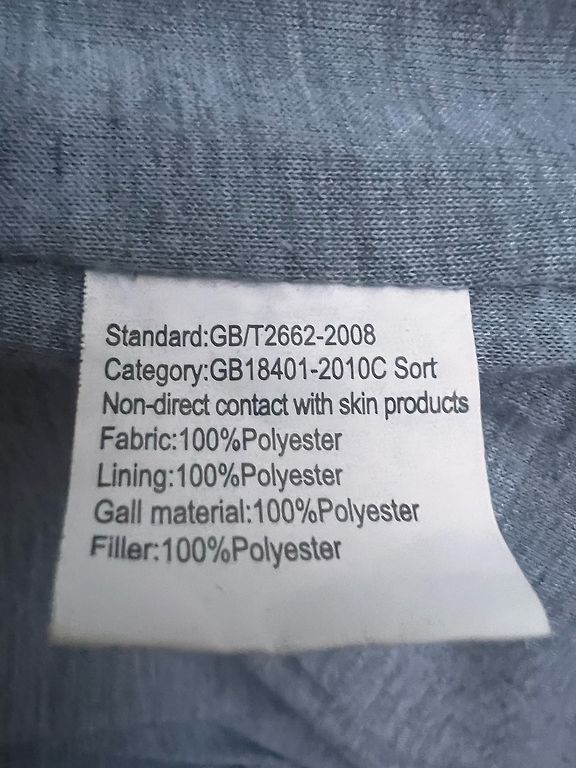 Standard:GB/T2662-2008
Category:GB18401-2010C Sort
Non-direct contact with skin products
Fabric:100%Polyester
Lining:100%Polyester
Gall material:100%Polyester
Filler:100%Polyester